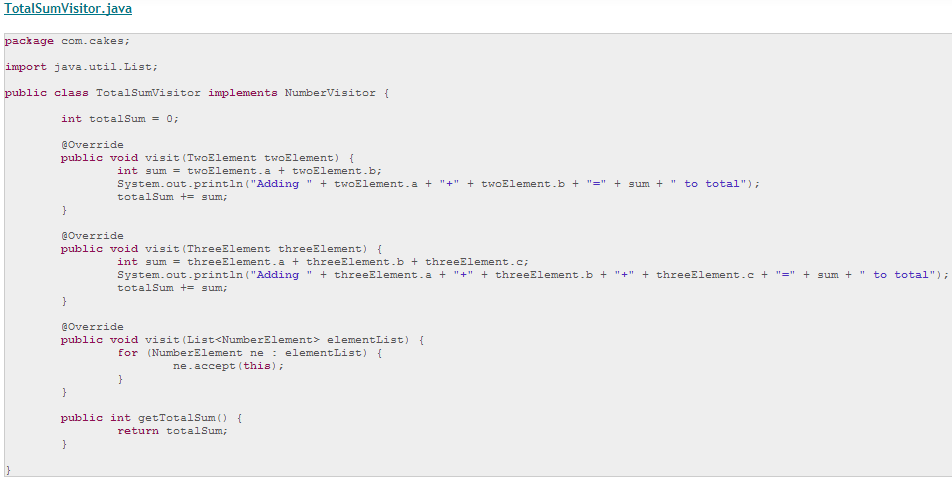 TotalSumVisitor.java
package com.cakes;
import java.util.List;
public class TotalSumVisitor implements NumberVisitor {
int totalSum = 0;
@Override
public void visit(TwoElement twoElement) {
int sum = twoElement.a + twoElement.b;
System.out.println("Adding " + twoElement.a + "+" + twoElement.b + "=" + sum + " to total");
totalSum += sum;
}
@Override
public void visit(ThreeElement threeElement) {
int sum = threeElement.a + threeElement.b + threeElement.c;
System.out.println("Adding " + threeElement.a + "+" + threeElement.b + "+" + threeElement.c + "=" + sum + " to total");
totalSum += sum;
}
@Override
public void visit(List<NumberElement> elementList) {
for (NumberElement ne : elementList) {
ne.accept(this);
}
}
public int getTotalSum() {
return totalSum;
}
}